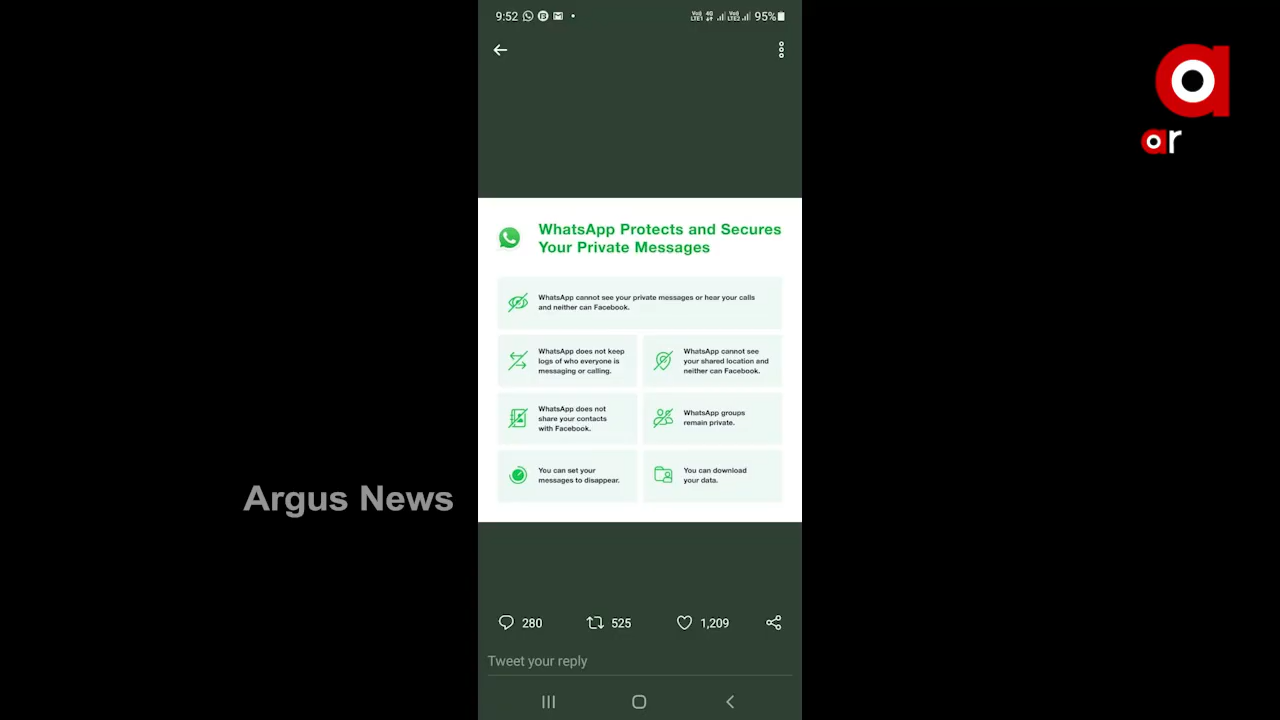 9:52
95%
ar
WhatsApp Protects and Secures
Your Private Messages
WhatsApp cannot see your private messages or hear your calls
and neither can Facebook.
WhatsApp does not keep
logs of who everyone is
messaging or calling.
WhatsApp cannot see
your shared location and
neither can Facebook.
WhatsApp does not
share your contacts
with Facebook.
WhatsApp groups
remain private.
You can set your
messages to disappear.
You can download
your data.
Argus News
280 525 1,209
Tweet your reply